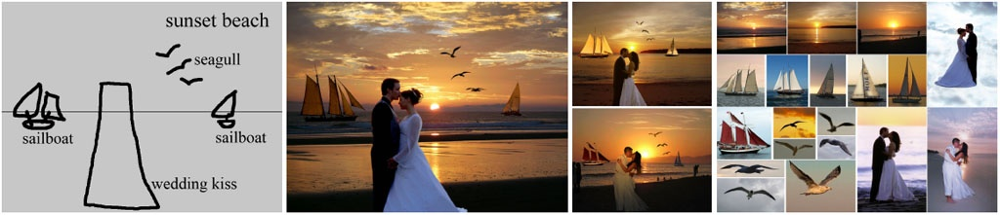 sunset beach
seagull
sailboat
sailboat
wedding kiss